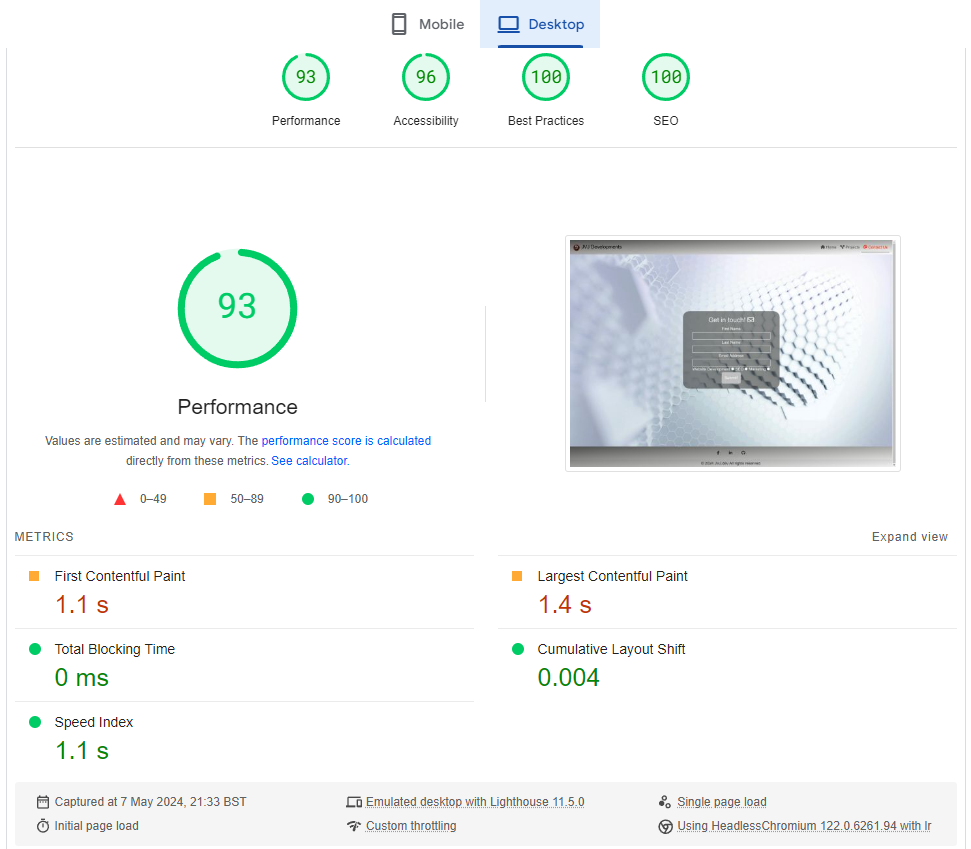 Mobile
Desktop
93
96
100
100
Performance
Accessibility
Best Practices
SEO
93
Performance
Values are estimated and may vary. The performance score is calculated
directly from these metrics. See calculator.
0–49
50–89
90–100
Get in touch!
First Name
Last Name
Email Address
Home
Projects
Contact Us
METRICS
Expand view
First Contentful Paint
1.1 s
Largest Contentful Paint
1.4 s
Total Blocking Time
0 ms
Cumulative Layout Shift
0.004
Speed Index
1.1 s
Captured at 7 May 2024, 21:33 BST
Emulated desktop with Lighthouse 11.5.0
Single page load
Initial page load
Custom throttling
Using HeadlessChromium 122.0.6261.94 with lr